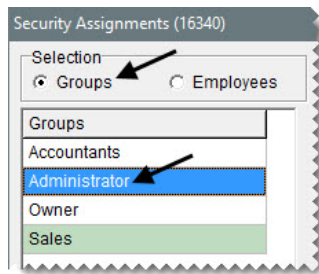 Security Assignments (16340)
Selection
Groups Employees
Groups
Accountants
Administrator
Owner
Sales